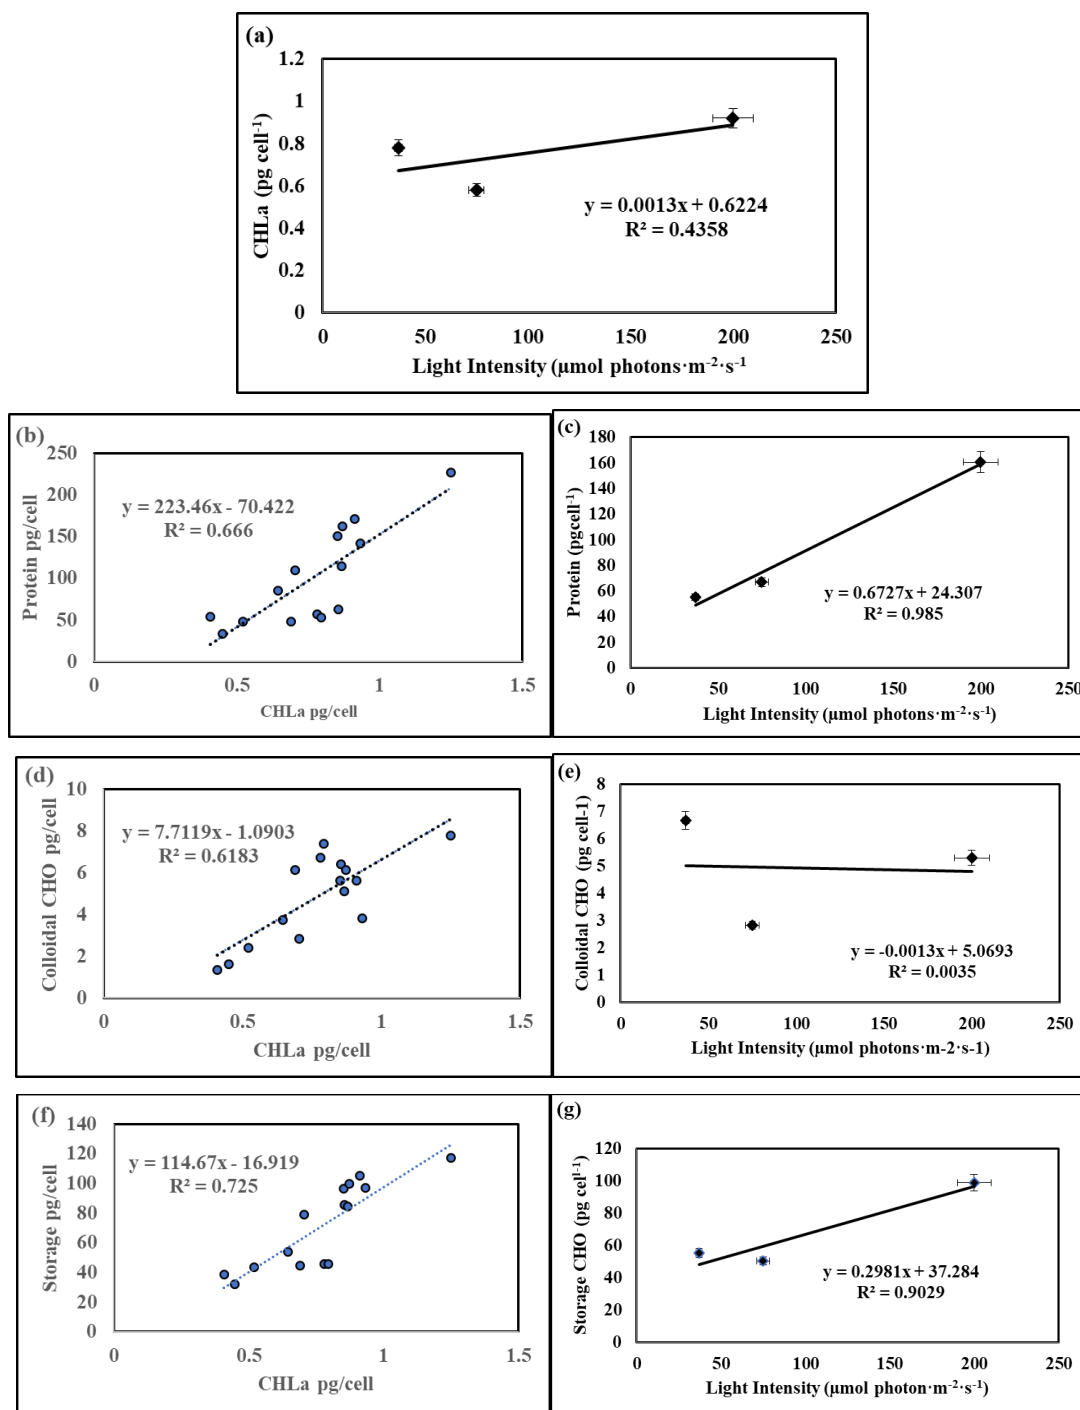 (a)
1.2
1
0.8
0.6
0.4
0.2
0
CHLa (pg cell⁻¹)
y = 0.0013x + 0.6224
R² = 0.4358
0 50 100 150 200 250
Light Intensity (µmol photons·m⁻²·s⁻¹
(b)
250
200
150
100
50
0
Protein pg/cell
y = 223.46x - 70.422
R² = 0.666
0 0.5 1 1.5
CHLa pg/cell
(c)
180
160
140
120
100
80
60
40
20
0
Protein (pgcell⁻¹)
y = 0.6727x + 24.307
R² = 0.985
0 50 100 150 200 250
Light Intensity (µmol photons·m⁻²·s⁻¹)
(d)
10
8
6
4
2
0
Colloidal CHO pg/cell
y = 7.7119x - 1.0903
R² = 0.6183
0 0.5 1 1.5
CHLa pg/cell
(e)
8
7
6
5
4
3
2
1
0
Colloidal CHO (pg cell-1)
y = -0.0013x + 5.0693
R² = 0.0035
0 50 100 150 200 250
Light Intensity (µmol photons·m-2·s-1)
(f)
140
120
100
80
60
40
20
0
Storage pg/cell
y = 114.67x - 16.919
R² = 0.725
0 0.5 1 1.5
CHLa pg/cell
(g)
120
100
80
60
40
20
0
Storage CHO (pg cel¹⁻¹)
y = 0.2981x + 37.284
R² = 0.9029
0 50 100 150 200 250
Light Intensity (µmol photon·m⁻²·s⁻¹)